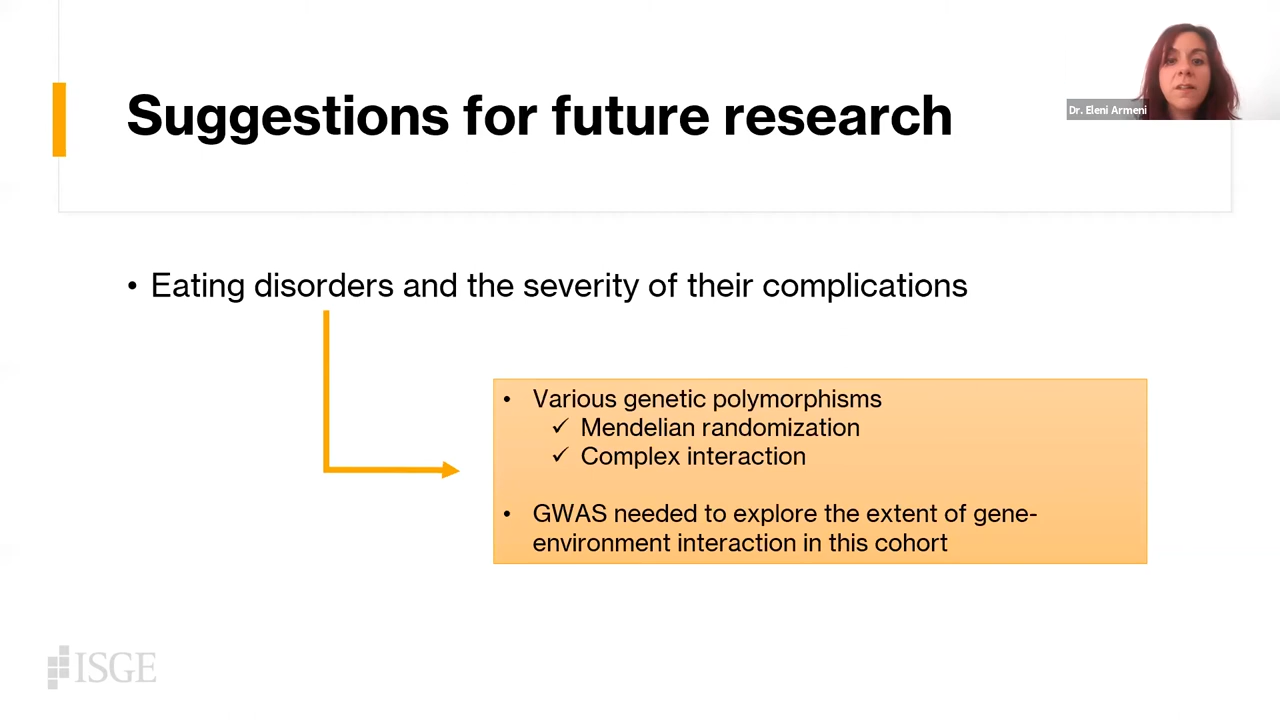 Suggestions for future research
Dr. Eleni Armeni
• Eating disorders and the severity of their complications
• Various genetic polymorphisms
✓ Mendelian randomization
✓ Complex interaction
• GWAS needed to explore the extent of gene-
environment interaction in this cohort
ISGE